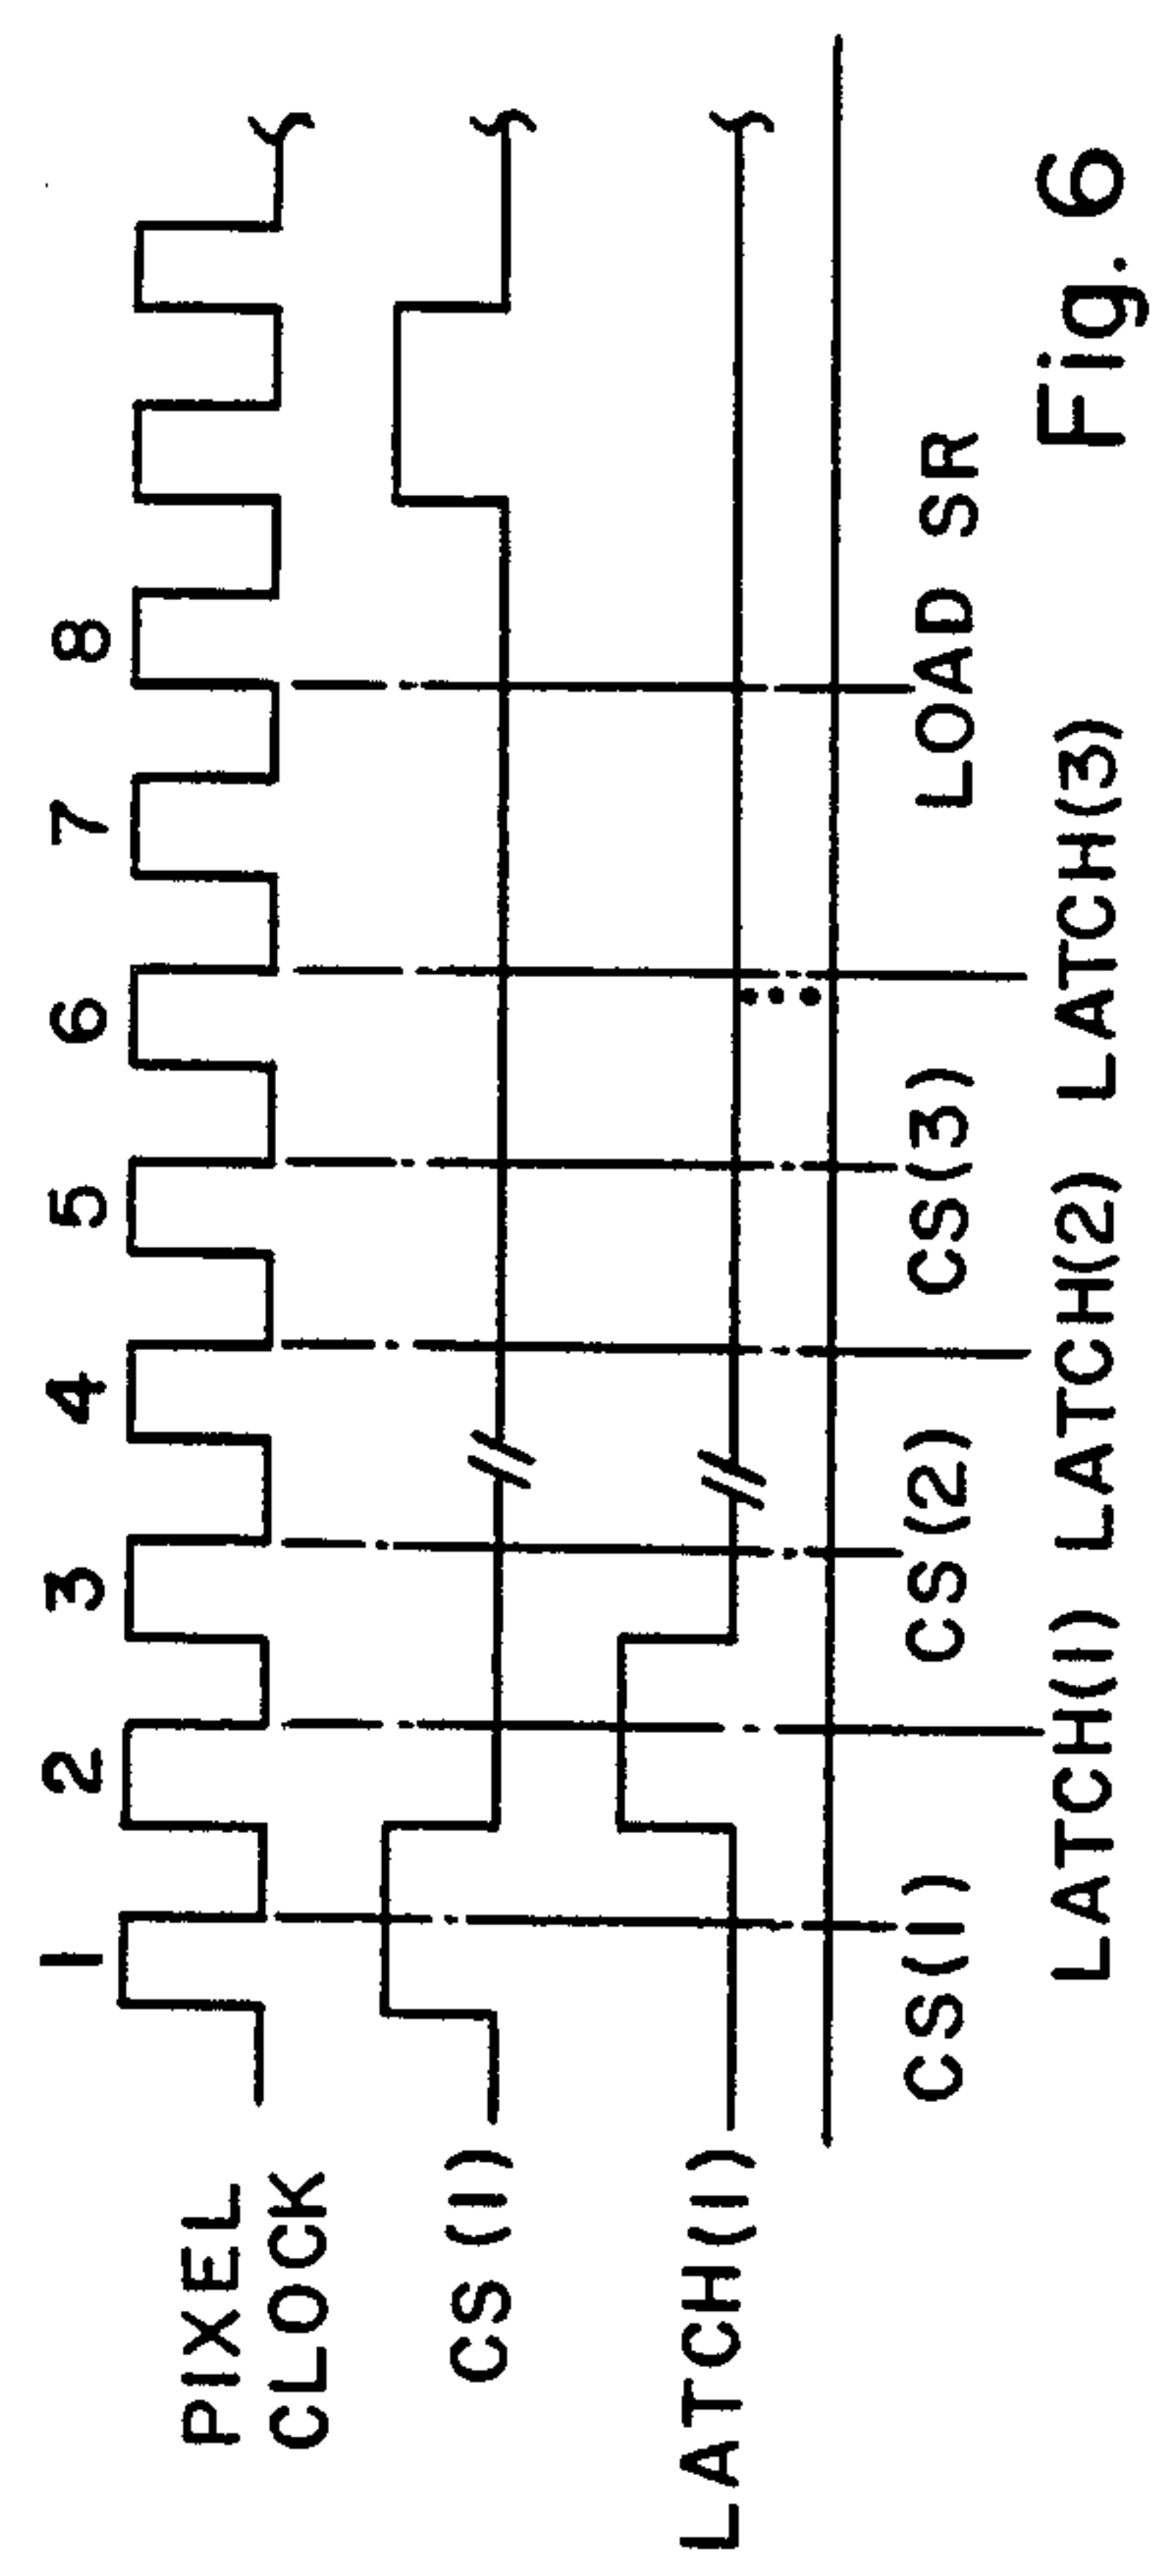 1 2 3 4 5 6 7 8
PIXEL
CLOCK
CS (1)
LATCH(1)
CS(1) CS(2) CS(3) LOAD SR
LATCH(1) LATCH(2) LATCH(3)
Fig. 6